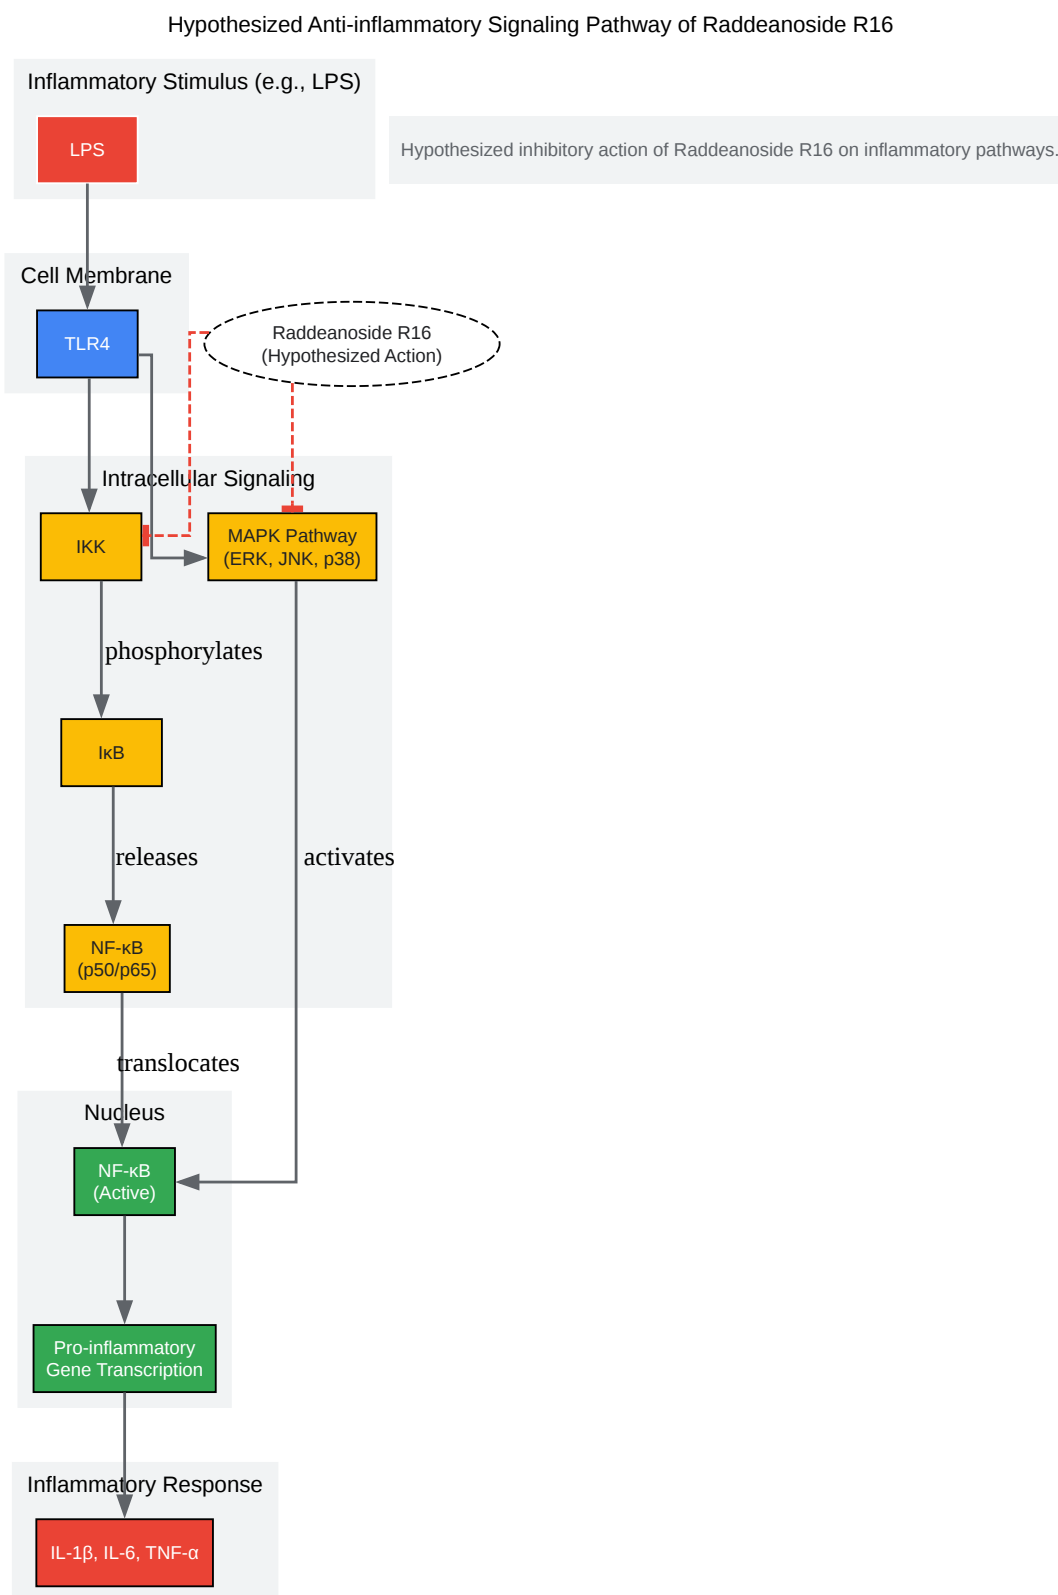 Hypothesized Anti-inflammatory Signaling Pathway of Raddeanoside R16
Inflammatory Stimulus (e.g., LPS)
LPS
Hypothesized inhibitory action of Raddeanoside R16 on inflammatory pathways.
Cell Membrane
TLR4
Raddeanoside R16
(Hypothesized Action)
Intracellular Signaling
IKK
MAPK Pathway
(ERK, JNK, p38)
phosphorylates
IκB
releases
activates
NF-κB
(p50/p65)
translocates
Nucleus
NF-κB
(Active)
Pro-inflammatory
Gene Transcription
Inflammatory Response
IL-1β, IL-6, TNF-α